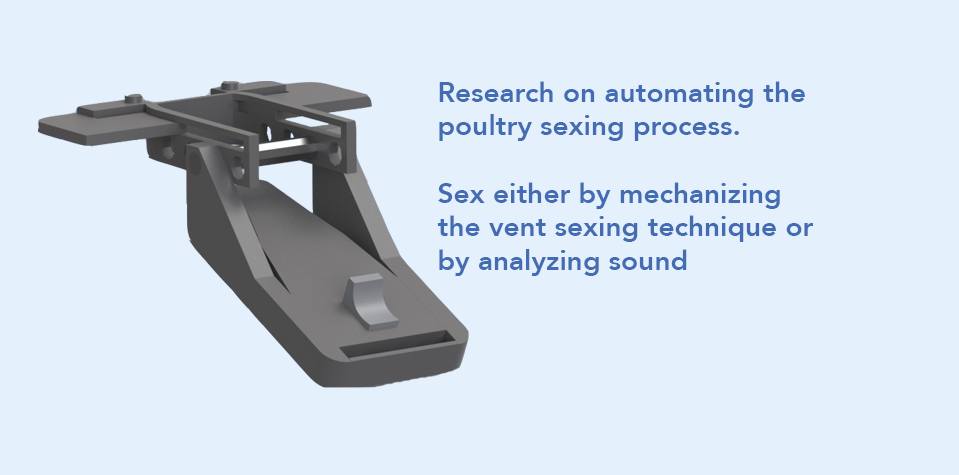 Research on automating the
poultry sexing process.
Sex either by mechanizing
the vent sexing technique or
by analyzing sound